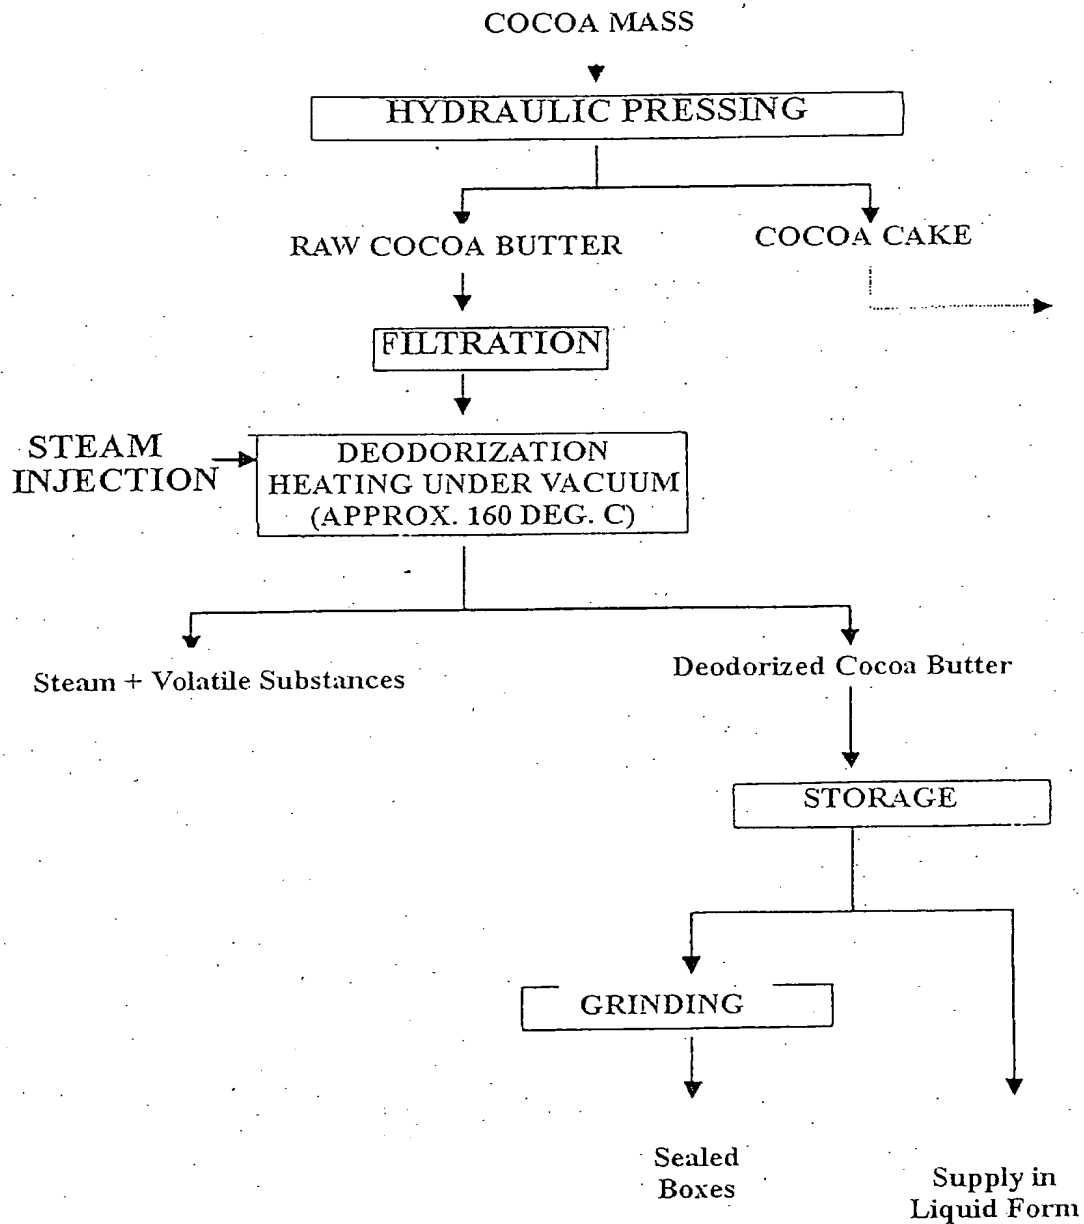 COCOA MASS
HYDRAULIC PRESSING
RAW COCOA BUTTER
COCOA CAKE
FILTRATION
STEAM
INJECTION
DEODORIZATION
HEATING UNDER VACUUM
(APPROX. 160 DEG. C)
Steam + Volatile Substances
Deodorized Cocoa Butter
STORAGE
GRINDING
Sealed
Boxes
Supply in
Liquid Form